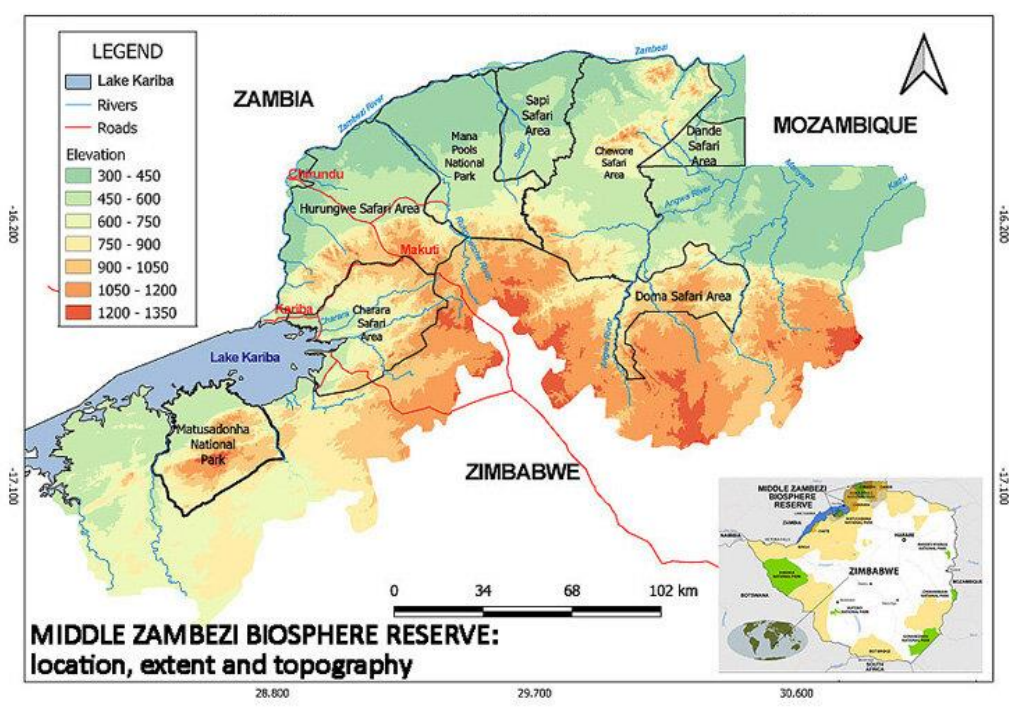 LEGEND
Lake Kariba
Rivers
Roads
Elevation
300 - 450
450 - 600
600 - 750
750 - 900
900 - 1050
1050 - 1200
1200 - 1350
ZAMBIA
MOZAMBIQUE
ZIMBABWE
Zambezi
Zambezi River
Sapi
Safari
Area
Sapi
Mana
Pools
National
Park
Chewore
Safari
Area
Dande
Safari
Area
Chirundu
Hurungwe Safari Area
Angwa River
Makuti
Doma Safari Area
Kariba
Charara
Charara
Safari
Area
Angwa River
Lake Kariba
Matusadonha
National
Park
-16.200
-16.200
-17.100
-17.100
0 34 68 102 km
MIDDLE ZAMBEZI BIOSPHERE RESERVE:
location, extent and topography
28.800 29.700 30.600
MIDDLE ZAMBEZI
BIOSPHERE
RESERVE
ZAMBIA
NAMIBIA
HARARE
ZIMBABWE
MOZAMBIQUE
BOTSWANA
SOUTH
AFRICA